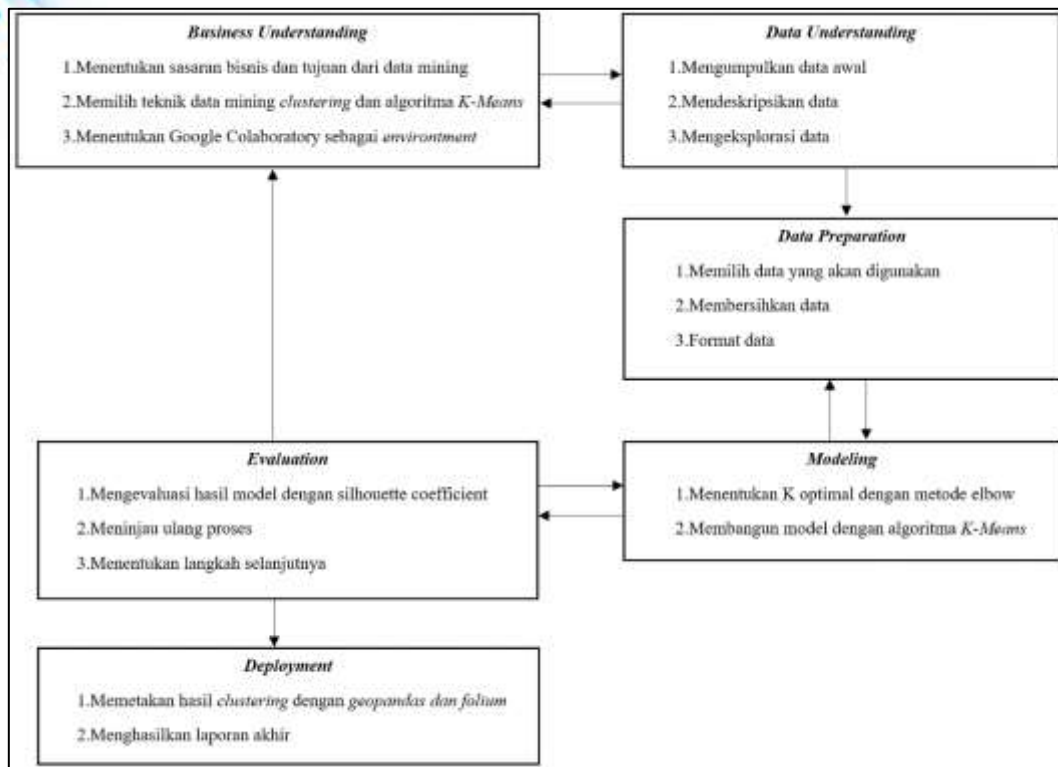 Business Understanding
1.Menentukan sasaran bisnis dan tujuan dari data mining
2.Memilih teknik data mining clustering dan algoritma K-Means
3.Menentukan Google Colaboratory sebagai environtment
Data Understanding
1.Mengumpulkan data awal
2.Mendeskripsikan data
3.Mengeksplorasi data
Data Preparation
1.Memilih data yang akan digunakan
2.Membersihkan data
3.Format data
Modeling
1.Menentukan K optimal dengan metode elbow
2.Membangun model dengan algoritma K-Means
Evaluation
1.Mengevaluasi hasil model dengan silhouette coefficient
2.Meninjau ulang proses
3.Menentukan langkah selanjutnya
Deployment
1.Memetakan hasil clustering dengan geopandas dan folium
2.Menghasilkan laporan akhir